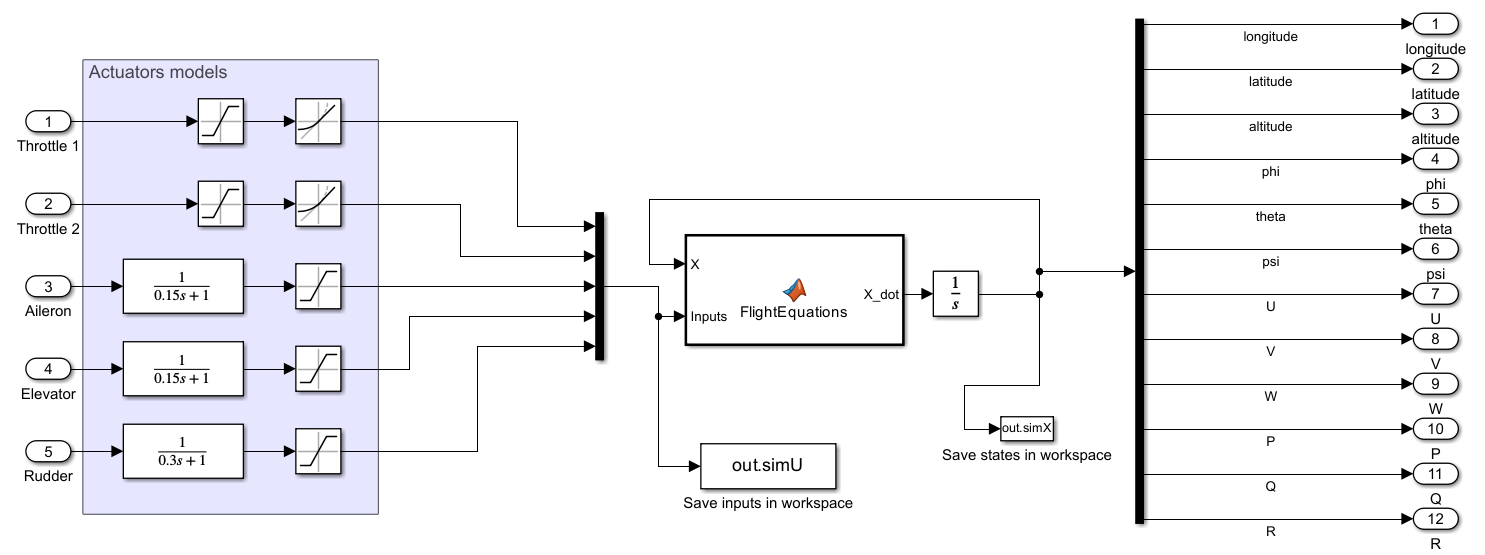 Actuators models
1
Throttle 1
2
Throttle 2
3
Aileron
1
0.15s + 1
4
Elevator
1
0.15s + 1
5
Rudder
1
0.3s + 1
X
Inputs
X_dot
FlightEquations
1
s
out.simU
Save inputs in workspace
out.simX
Save states in workspace
longitude
1
longitude
latitude
2
latitude
altitude
3
altitude
phi
4
phi
theta
5
theta
psi
6
psi
U
7
U
V
8
V
W
9
W
P
10
P
Q
11
Q
R
12
R